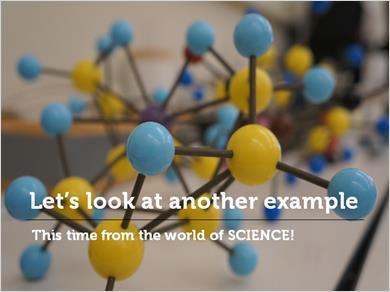 Let's look at another example
This time from the world of SCIENCE!